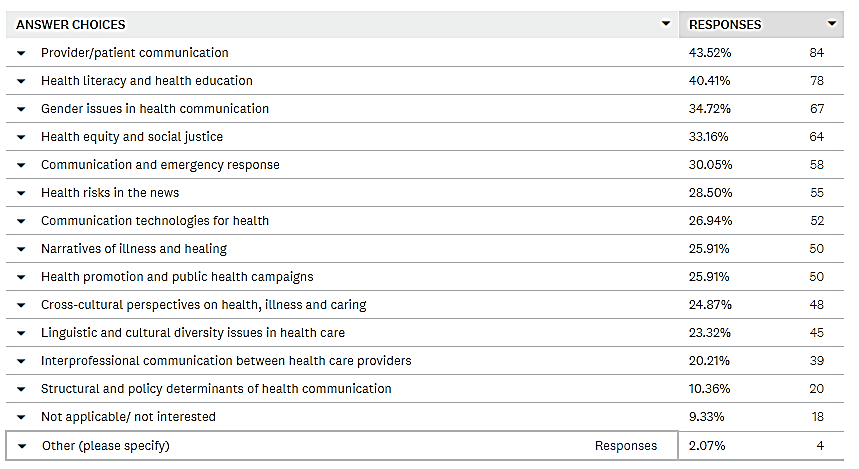 ANSWER CHOICES RESPONSES
Provider/patient communication 43.52% 84
Health literacy and health education 40.41% 78
Gender issues in health communication 34.72% 67
Health equity and social justice 33.16% 64
Communication and emergency response 30.05% 58
Health risks in the news 28.50% 55
Communication technologies for health 26.94% 52
Narratives of illness and healing 25.91% 50
Health promotion and public health campaigns 25.91% 50
Cross-cultural perspectives on health, illness and caring 24.87% 48
Linguistic and cultural diversity issues in health care 23.32% 45
Interprofessional communication between health care providers 20.21% 39
Structural and policy determinants of health communication 10.36% 20
Not applicable/ not interested 9.33% 18
Other (please specify) Responses 2.07% 4